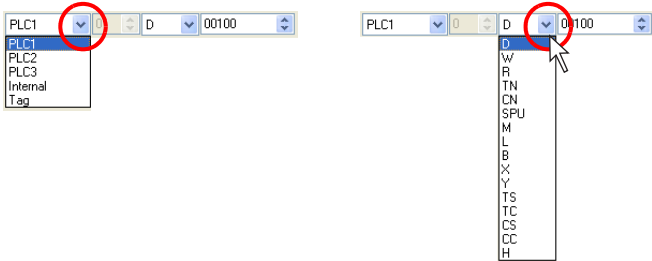 PLC1 0 D 00100
PLC1
PLC2
PLC3
Internal
Tag
PLC1 0 D 00100
D
W
R
TN
CN
SPU
M
L
B
X
Y
TS
TC
CS
CC
H